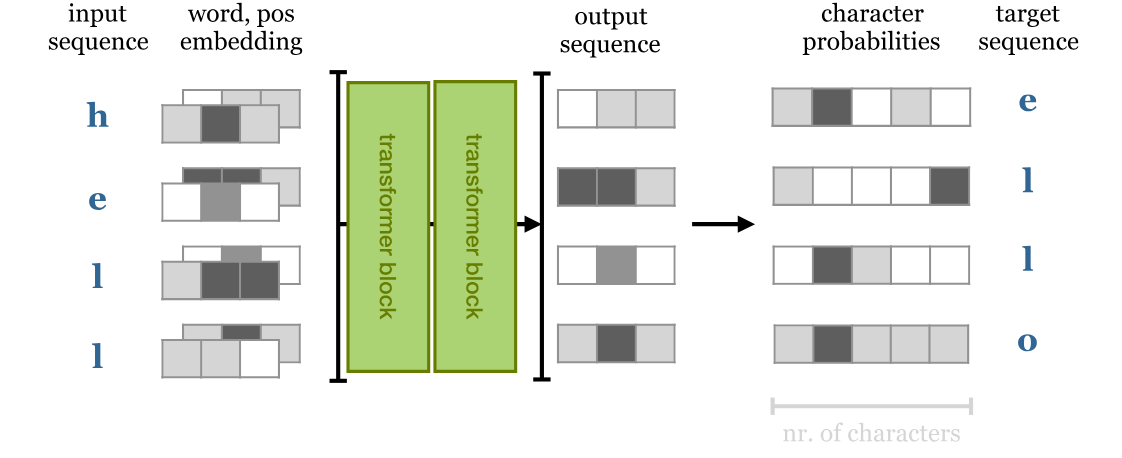 input
sequence
word, pos
embedding
output
sequence
character
probabilities
target
sequence
h
e
l
l
transformer block
transformer block
e
l
l
o
nr. of characters